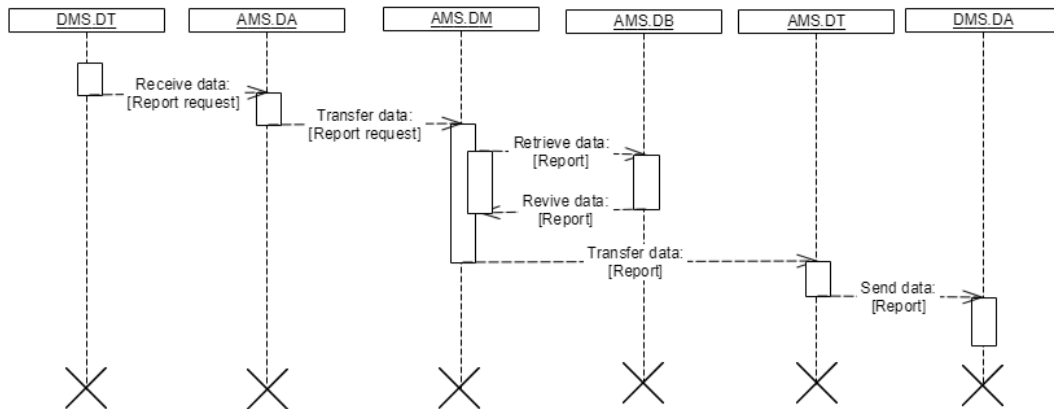 DMS.DT
AMS.DA
AMS.DM
AMS.DB
AMS.DT
DMS.DA
Receive data:
[Report request]
Transfer data:
[Report request]
Retrieve data:
[Report]
Revive data:
[Report]
Transfer data:
[Report]
Send data:
[Report]